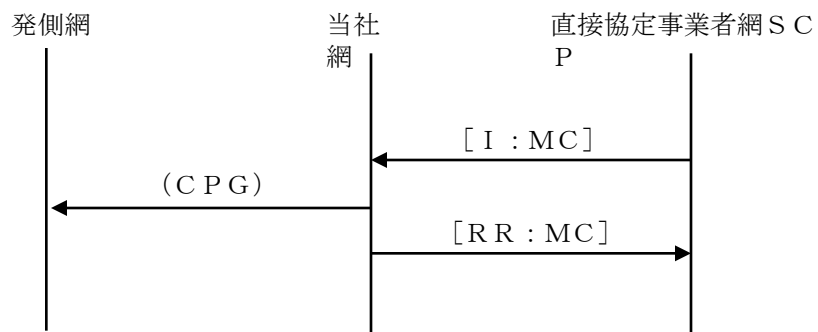 発側網
当社
網
直接協定事業者網ＳＣ
Ｐ
［Ｉ：ＭＣ］
（ＣＰＧ）
［ＲＲ：ＭＣ］